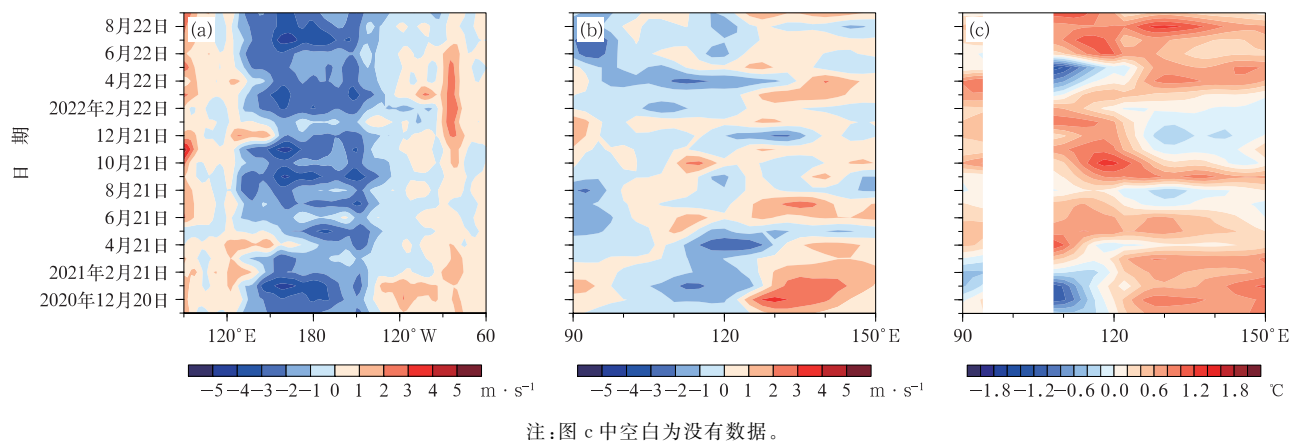 (a)
(b)
(c)
日 期
8月22日
6月22日
4月22日
2022年2月22日
12月21日
10月21日
8月21日
6月21日
4月21日
2021年2月21日
2020年12月20日
120°E 180 120°W 60
90 120 150°E
90 120 150°E
−5 −4 −3 −2 −1 0 1 2 3 4 5 m·s⁻¹
−5 −4 −3 −2 −1 0 1 2 3 4 5 m·s⁻¹
−1.8 −1.2 −0.6 0.0 0.6 1.2 1.8 ℃
注:图 c 中空白为没有数据。